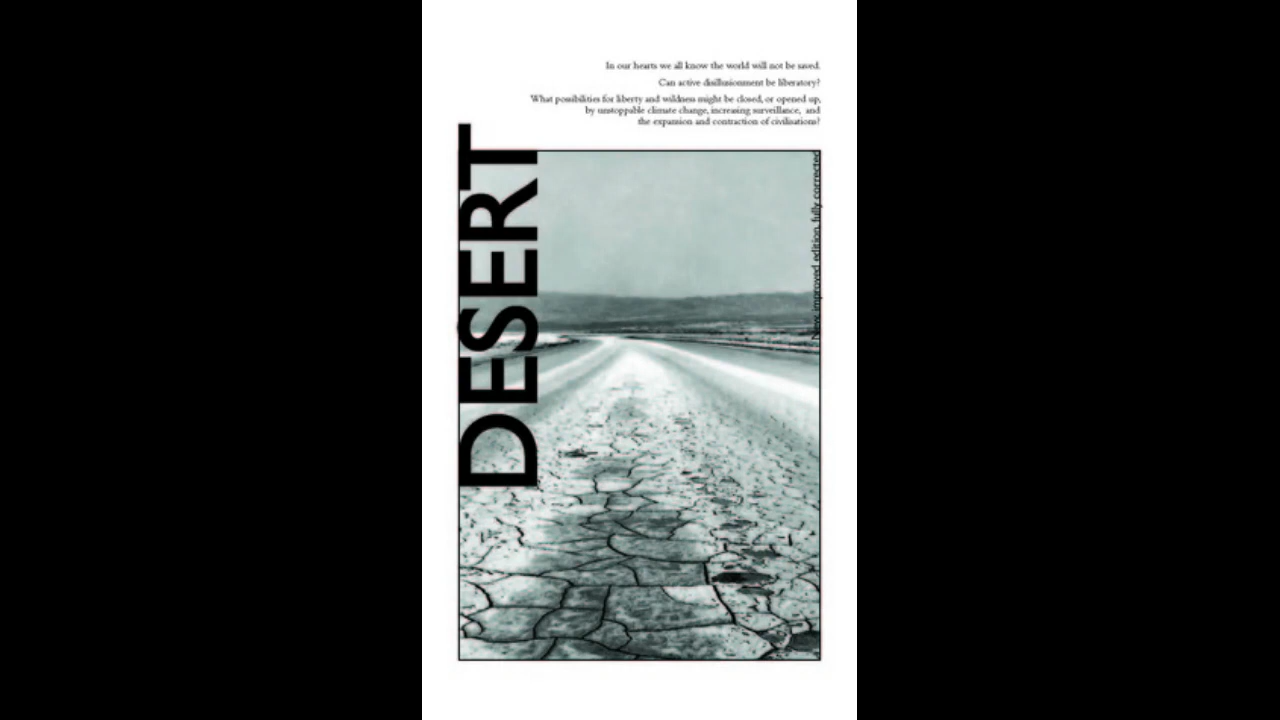 In our hearts we all know the world will not be saved.
Can active disillusionment be liberatory?
What possibilities for liberty and wildness might be closed, or opened up,
by unstoppable climate change, increasing surveillance, and
the expansion and contraction of civilisations?
DESERT
New improved edition, fully corrected